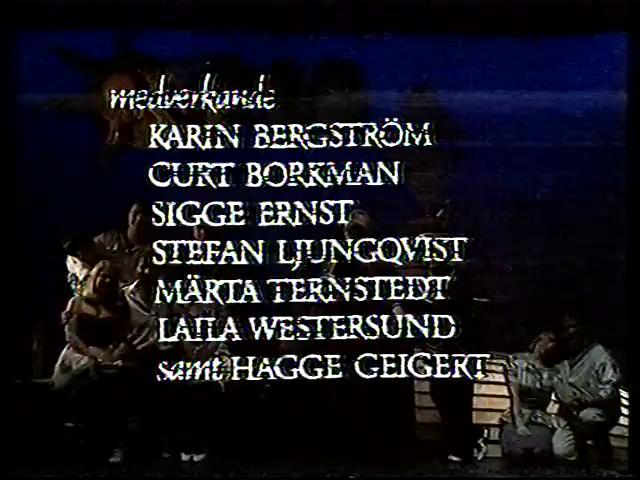 medverkande
KARIN BERGSTRÖM
CURT BORKMAN
SIGGE ERNST
STEFAN LJUNGQVIST
MÄRTA TERNSTEDT
LAILA WESTERSUND
samt HAGGE GEIGERT